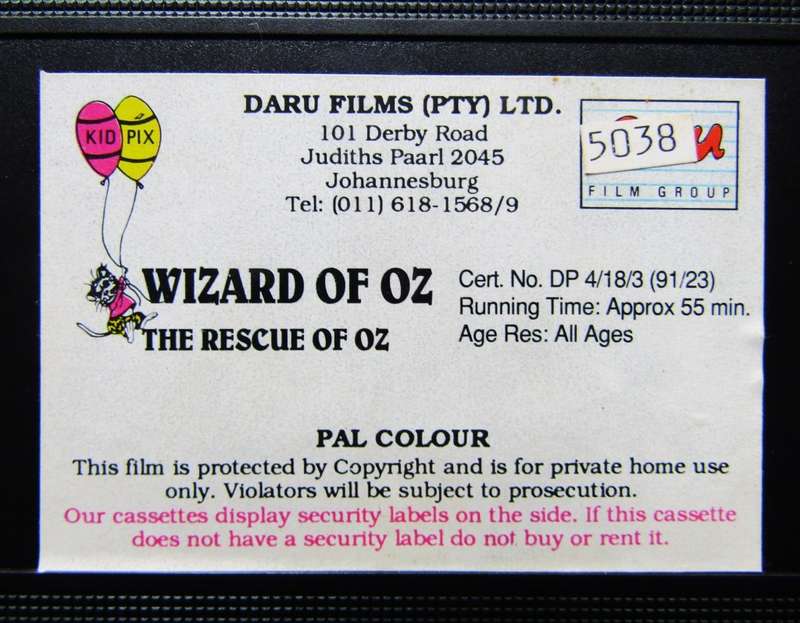 KID PIX
DARU FILMS (PTY) LTD.
101 Derby Road
Judiths Paarl 2045
Johannesburg
Tel: (011) 618-1568/9
5038
FILM GROUP
WIZARD OF OZ
THE RESCUE OF OZ
Cert. No. DP 4/18/3 (91/23)
Running Time: Approx 55 min.
Age Res: All Ages
PAL COLOUR
This film is protected by Copyright and is for private home use
only. Violators will be subject to prosecution.
Our cassettes display security labels on the side. If this cassette
does not have a security label do not buy or rent it.